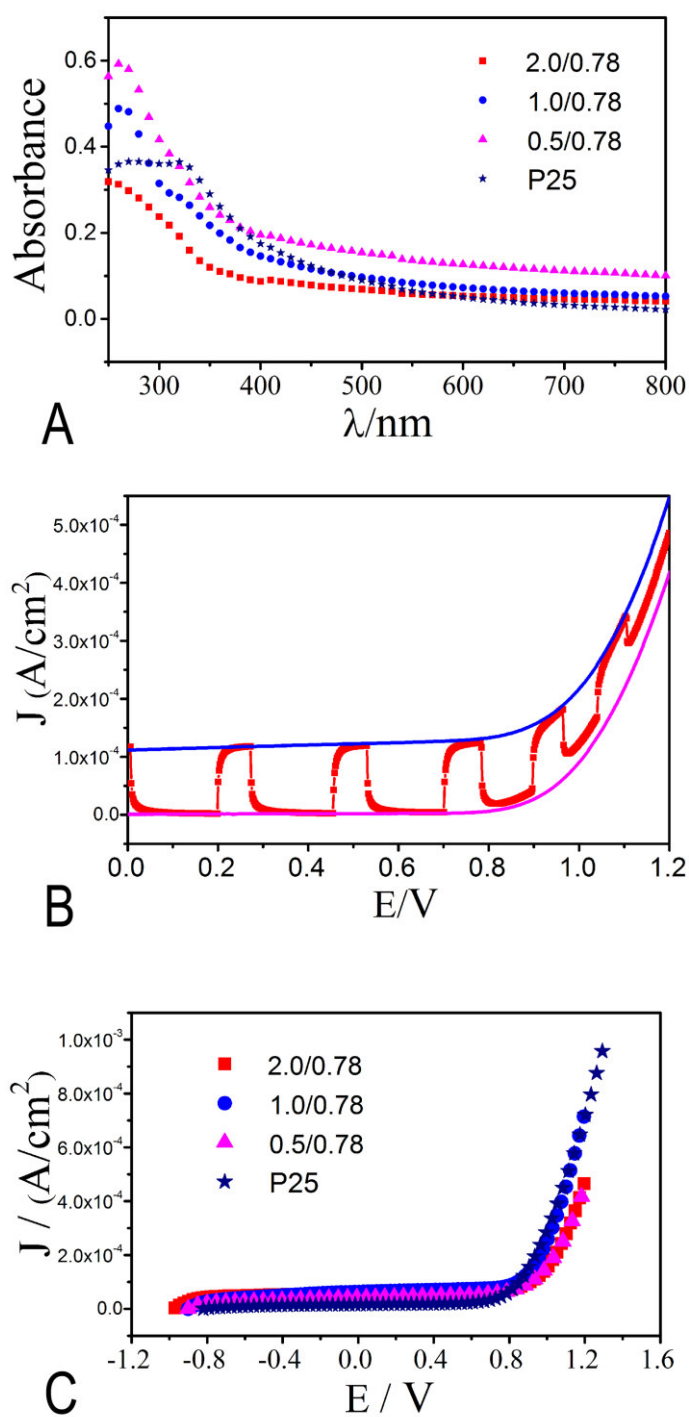 0.6
0.4
0.2
0.0
Absorbance
2.0/0.78
1.0/0.78
0.5/0.78
P25
300 400 500 600 700 800
λ/nm
A
5.0x10⁻⁴
3.0x10⁻⁴
2.0x10⁻⁴
1.0x10⁻⁴
0.0
J (A/cm²)
0.0 0.2 0.4 0.6 0.8 1.0 1.2
E/V
B
1.0x10⁻³
8.0x10⁻⁴
6.0x10⁻⁴
4.0x10⁻⁴
2.0x10⁻⁴
0.0
J / (A/cm²)
2.0/0.78
1.0/0.78
0.5/0.78
P25
-1.2 -0.8 -0.4 0.0 0.4 0.8 1.2 1.6
E / V
C